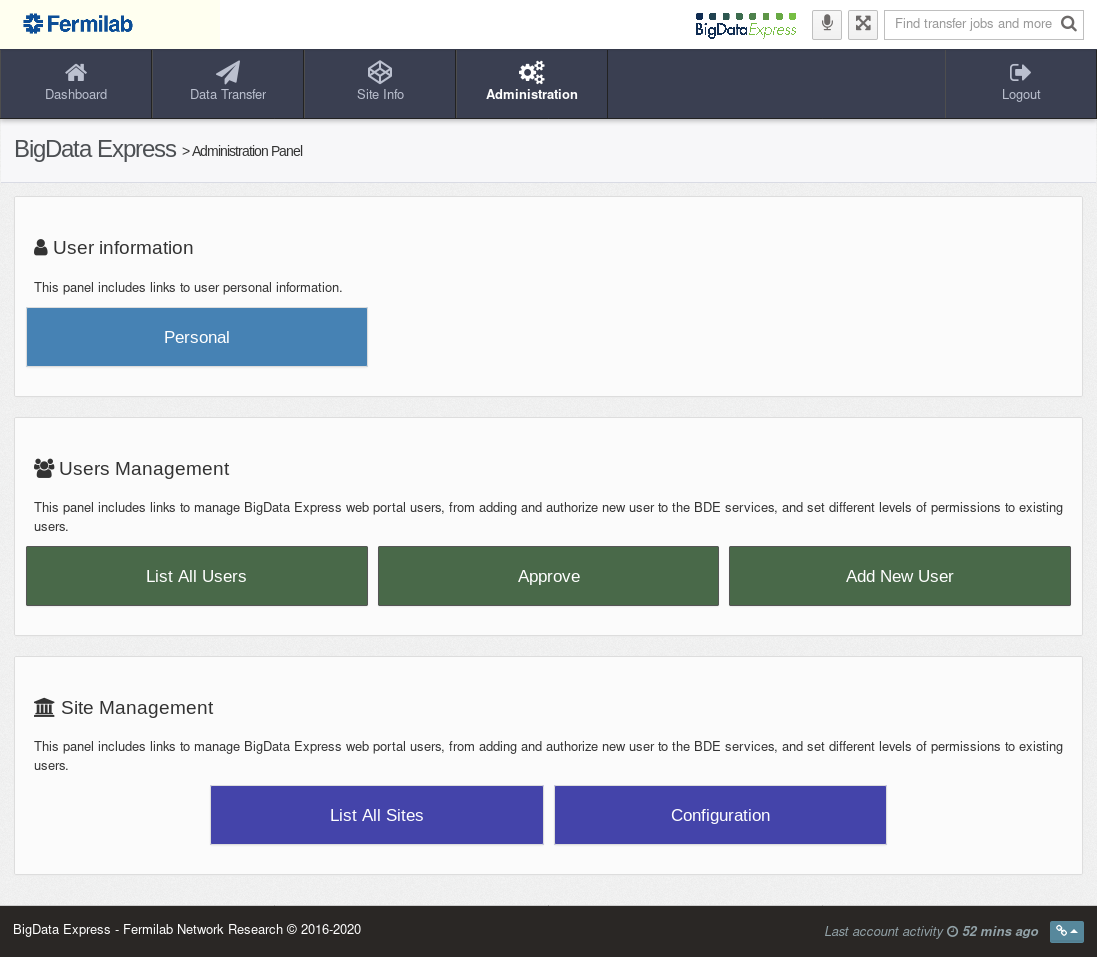 Fermilab
BigDataExpress
Find transfer jobs and more
Dashboard
Data Transfer
Site Info
Administration
Logout
BigData Express > Administration Panel
User information
This panel includes links to user personal information.
Personal
Users Management
This panel includes links to manage BigData Express web portal users, from adding and authorize new user to the BDE services, and set different levels of permissions to existing
users.
List All Users
Approve
Add New User
Site Management
This panel includes links to manage BigData Express web portal users, from adding and authorize new user to the BDE services, and set different levels of permissions to existing
users.
List All Sites
Configuration
BigData Express - Fermilab Network Research © 2016-2020
Last account activity 52 mins ago